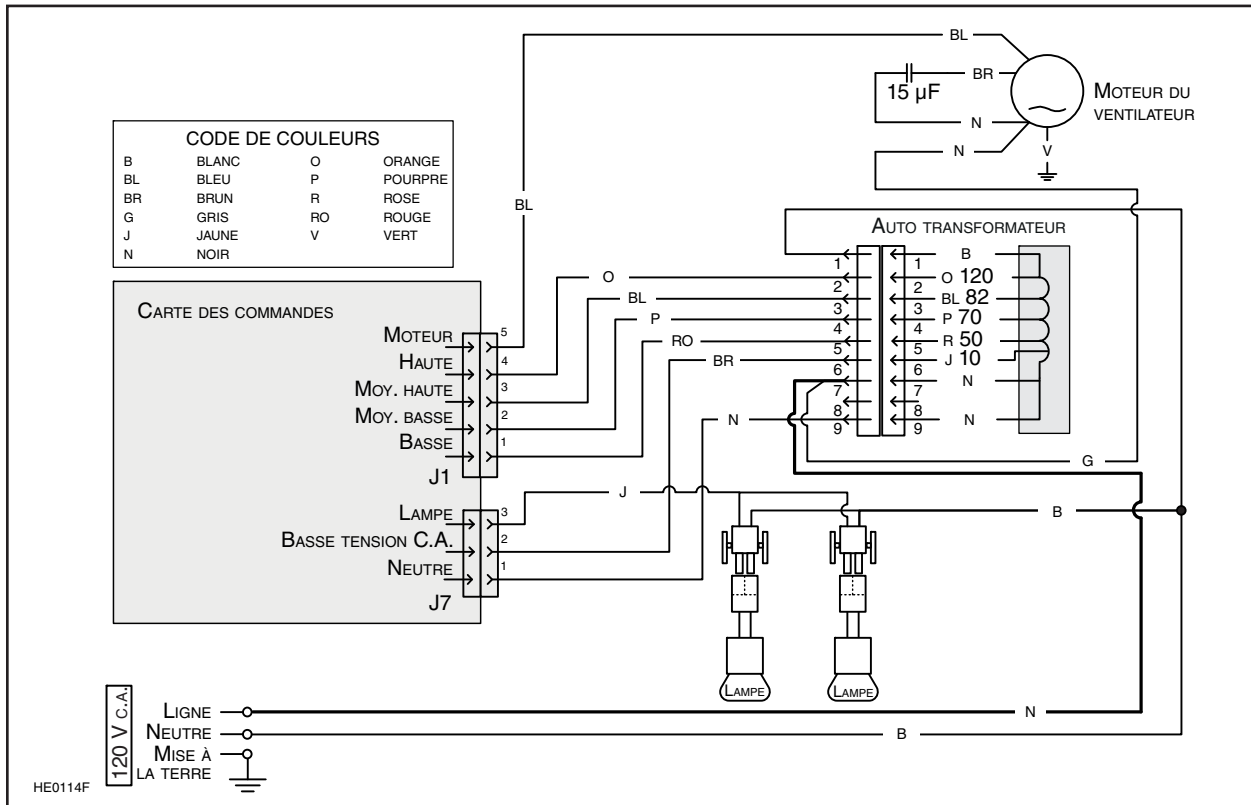 BL
BR
15 µF
MOTEUR DU
VENTILATEUR
N
N
V
CODE DE COULEURS
B BLANC O ORANGE
BL BLEU P POURPRE
BR BRUN R ROSE
G GRIS RO ROUGE
J JAUNE V VERT
N NOIR
BL
AUTO TRANSFORMATEUR
1 1 B
O 2 2 O 120
BL 3 3 BL 82
P 4 4 P 70
RO 5 5 R 50
BR 6 6 J 10
7 7 N
8 8
N 9 9 N
G
CARTE DES COMMANDES
MOTEUR 5
HAUTE 4
MOY. HAUTE 3
MOY. BASSE 2
BASSE 1
J1
LAMPE 3 J
BASSE TENSION C.A. 2
NEUTRE 1
J7
B
LAMPE LAMPE
120 V C.A.
LIGNE N
NEUTRE B
MISE À
LA TERRE
HE0114F